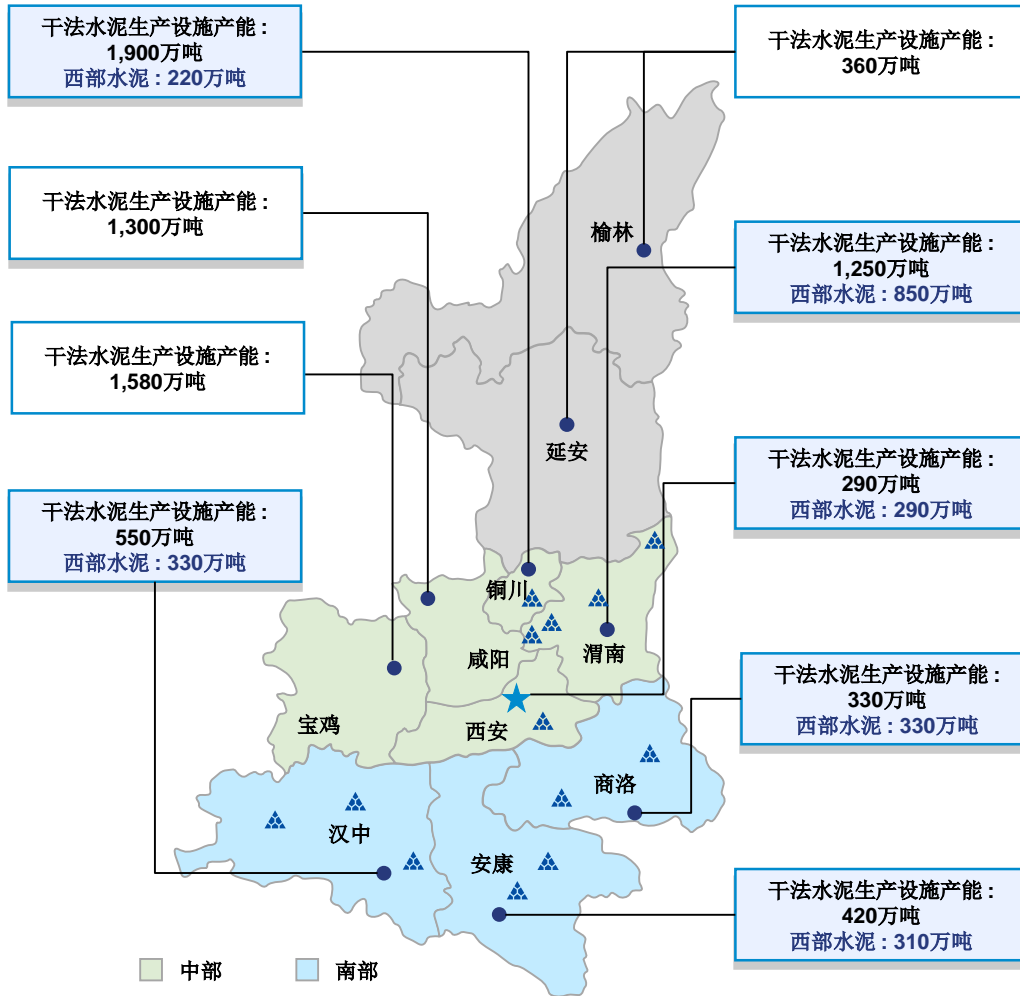 干法水泥生产设施产能：
1,900万吨
西部水泥：220万吨
干法水泥生产设施产能：
360万吨
干法水泥生产设施产能：
1,300万吨
干法水泥生产设施产能：
1,250万吨
西部水泥：850万吨
干法水泥生产设施产能：
1,580万吨
干法水泥生产设施产能：
290万吨
西部水泥：290万吨
干法水泥生产设施产能：
550万吨
西部水泥：330万吨
干法水泥生产设施产能：
330万吨
西部水泥：330万吨
干法水泥生产设施产能：
420万吨
西部水泥：310万吨
榆林
延安
铜川
咸阳
渭南
宝鸡
西安
商洛
汉中
安康
中部
南部